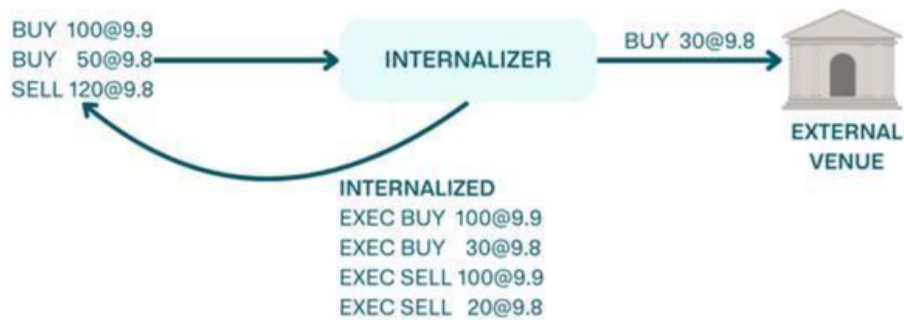 BUY 100@9.9
BUY 50@9.8
SELL 120@9.8
INTERNALIZER
BUY 30@9.8
EXTERNAL
VENUE
INTERNALIZED
EXEC BUY 100@9.9
EXEC BUY 30@9.8
EXEC SELL 100@9.9
EXEC SELL 20@9.8